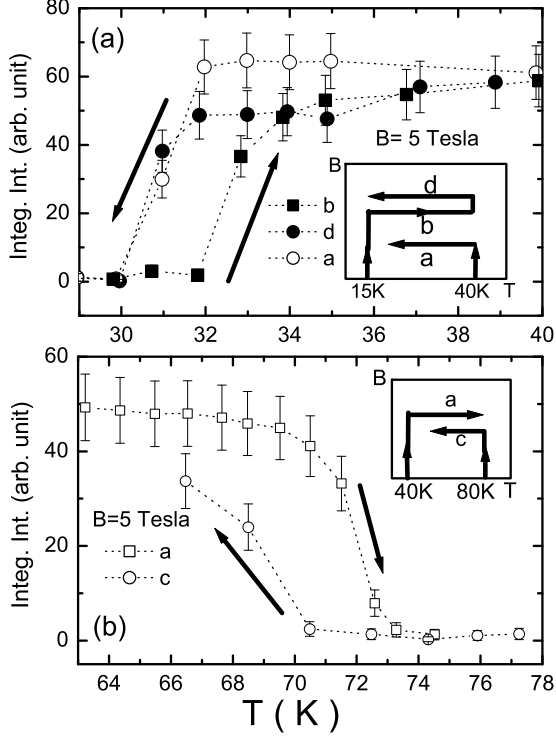 (a)
60
40
20
0
Integ. Int. (arb. unit)
B= 5 Tesla
b
d
a
B
d
b
a
15K 40K T
30 32 34 36 38 40
60
40
20
0
Integ. Int. (arb. unit)
B
a
c
40K 80K T
B=5 Tesla
a
c
(b)
64 66 68 70 72 74 76 78
T ( K )